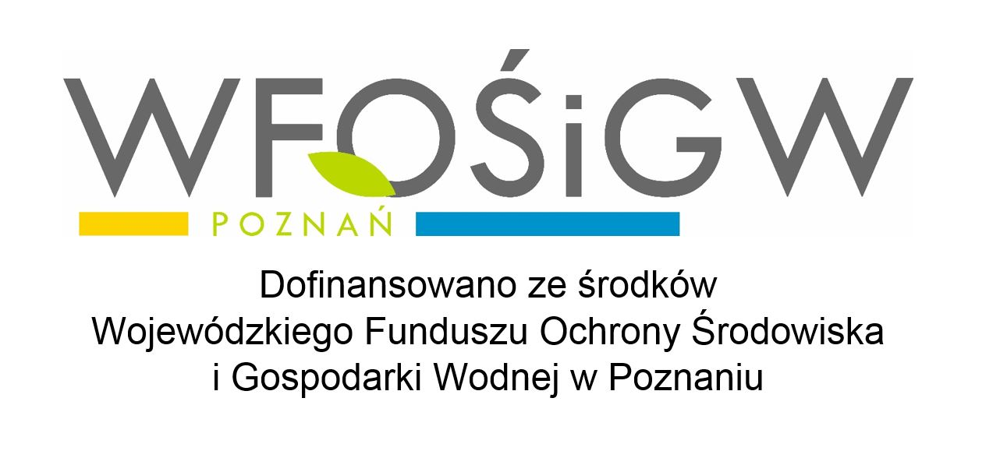 WFOŚiGW
POZNAŃ
Dofinansowano ze środków
Wojewódzkiego Funduszu Ochrony Środowiska
i Gospodarki Wodnej w Poznaniu